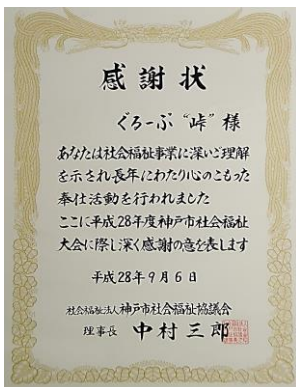 感謝状
ぐるーぷ“峠”様
あなたは社会福祉事業に深いご理解
を示され長年にわたり心のこもった
奉仕活動を行われました
ここに平成28年度神戸市社会福祉
大会に際し深く感謝の意を表します
平成28年9月6日
社会福祉法人神戸市社会福祉協議会
理事長 中村三郎